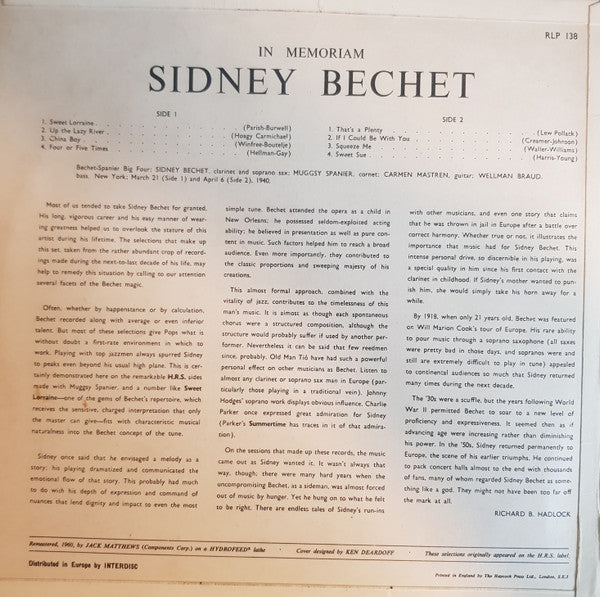 RLP 138
IN MEMORIAM
SIDNEY BECHET
SIDE 1
1. Sweet Lorraine . . . . . . . . . (Parish-Burwell)
2. Up the Lazy River . . . . . . . . (Hoagy Carmichael)
3. China Boy . . . . . . . . . (Winfree-Boutelje)
4. Four or Five Times . . . . . . . . (Hellman-Gay)
SIDE 2
1. That's a Plenty . . . . . . . . . (Lew Pollack)
2. If I Could Be With You . . . . . . . (Creamer-Johnson)
3. Squeeze Me . . . . . . . . . (Waller-Williams)
4. Sweet Sue . . . . . . . . . (Harris-Young)
Bechet-Spanier Big Four: SIDNEY BECHET, clarinet and soprano sax; MUGGSY SPANIER, cornet; CARMEN MASTREN, guitar; WELLMAN BRAUD,
bass. New York: March 21 (Side 1) and April 6 (Side 2), 1940.
Most of us tended to take Sidney Bechet for granted.
His long, vigorous career and his easy manner of wear-
ing greatness helped us to overlook the stature of this
artist during his lifetime. The selections that make up
this set, taken from the rather abundant crop of record-
ings made during the next-to-last decade of his life, may
help to remedy this situation by calling to our attention
several facets of the Bechet magic.
Often, whether by happenstance or by calculation,
Bechet recorded along with average or even inferior
talent. But most of these selections give Pops what is
without doubt a first-rate environment in which to
work. Playing with top jazzmen always spurred Sidney
to peaks even beyond his usual high plane. This is cer-
tainly demonstrated here on the remarkable H.R.S. sides
made with Muggsy Spanier, and a number like Sweet
Lorraine—one of the gems of Bechet's repertoire, which
receives the sensitive, charged interpretation that only
the master can give—fits with characteristic musical
naturalness into the Bechet concept of the tune.
Sidney once said that he envisaged a melody as a
story; his playing dramatized and communicated the
emotional flow of that story. This probably had much
to do with his depth of expression and command of
nuances that lend dignity and impact to even the most
simple tune. Bechet attended the opera as a child in
New Orleans; he possessed seldom-exploited acting
ability; he believed in presentation as well as pure con-
tent in music. Such factors helped him to reach a broad
audience. Even more importantly, they contributed to
the classic proportions and sweeping majesty of his
creations.
This almost formal approach, combined with the
vitality of jazz, contributes to the timelessness of this
man's music. It is almost as though each spontaneous
chorus were a structured composition, although the
structure would probably suffer if used by another per-
former. Nevertheless it can be said that few reedmen
since, probably, Old Man Tió have had such a powerful
personal effect on other musicians as Bechet. Listen to
almost any clarinet or soprano sax man in Europe (par-
ticularly those playing in a traditional vein). Johnny
Hodges' soprano work displays obvious influence. Charlie
Parker once expressed great admiration for Sidney
(Parker's Summertime has traces in it of that admira-
tion).
On the sessions that made up these records, the music
came out as Sidney wanted it. It wasn't always that
way, though; there were many hard years when the
uncompromising Bechet, as a sideman, was almost forced
out of music by hunger. Yet he hung on to what he felt
to be right. There are endless tales of Sidney's run-ins
with other musicians, and even one story that claims
that he was thrown in jail in Europe after a battle over
correct harmony. Whether true or not, it illustrates the
importance that music had for Sidney Bechet. This
intense personal drive, so discernible in his playing, was
a special quality in him since his first contact with the
clarinet in childhood. If Sidney's mother wanted to pun-
ish him, she would simply take his horn away for a
while.
By 1918, when only 21 years old, Bechet was featured
on Will Marion Cook's tour of Europe. His rare ability
to pour music through a soprano saxophone (all saxes
were pretty bad in those days, and sopranos were and
still are extremely difficult to play in tune) appealed
to continental audiences so much that Sidney returned
many times during the next decade.
The '30s were a scuffle, but the years following World
War II permitted Bechet to soar to a new level of
proficiency and expressiveness. It seemed then as if
advancing age were increasing rather than diminishing
his power. In the '50s, Sidney returned permanently to
Europe, the scene of his earlier triumphs. He continued
to pack concert halls almost to the end with thousands
of fans, many of whom regarded Sidney Bechet as some-
thing like a god. They might not have been too far off
the mark at all.
RICHARD B. HADLOCK
Remastered, 1960, by JACK MATTHEWS (Components Corp.) on a HYDROFEED® lathe · Cover designed by KEN DEARDOFF · These selections originally appeared on the H.R.S. label.
Distributed in Europe by INTERDISC
Printed in England by The Haycock Press Ltd., London, S.E.5